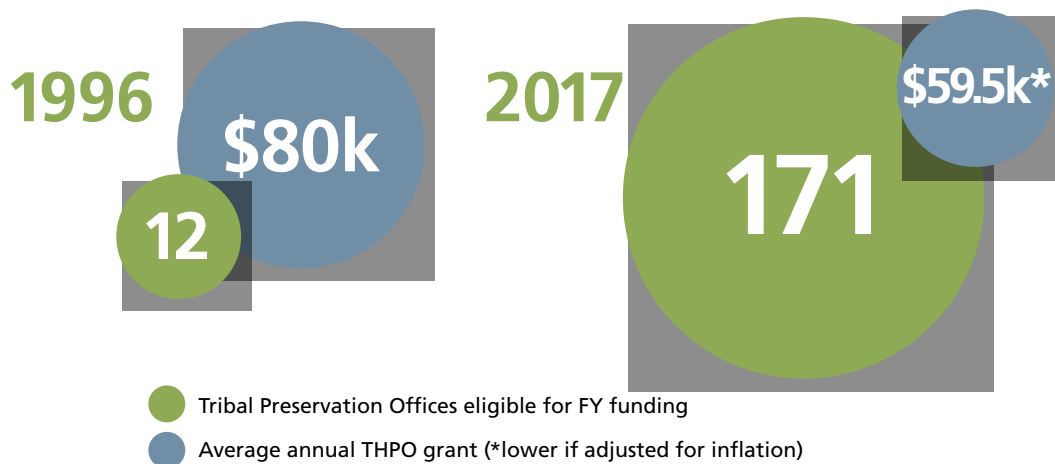 1996
$80k
12
2017
$59.5k*
171
Tribal Preservation Offices eligible for FY funding
Average annual THPO grant (*lower if adjusted for inflation)